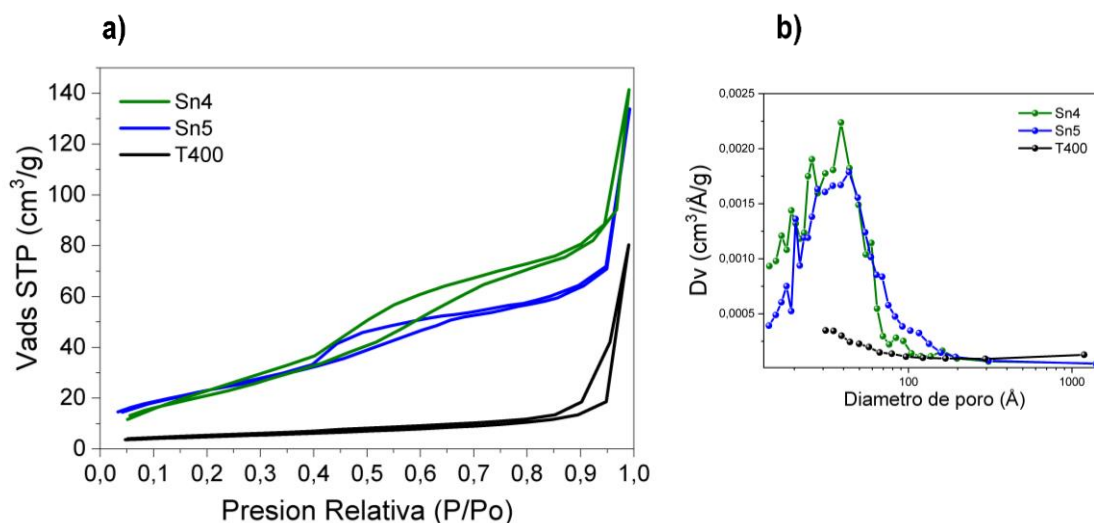 a)
b)
Vads STP (cm³/g)
140
120
100
80
60
40
20
0
Sn4
Sn5
T400
0,0
0,1
0,2
0,3
0,4
0,5
0,6
0,7
0,8
0,9
1,0
Presion Relativa (P/Po)
Dv (cm³/Å/g)
0,0025
0,0020
0,0015
0,0010
0,0005
Sn4
Sn5
T400
100
1000
Diametro de poro (Å)